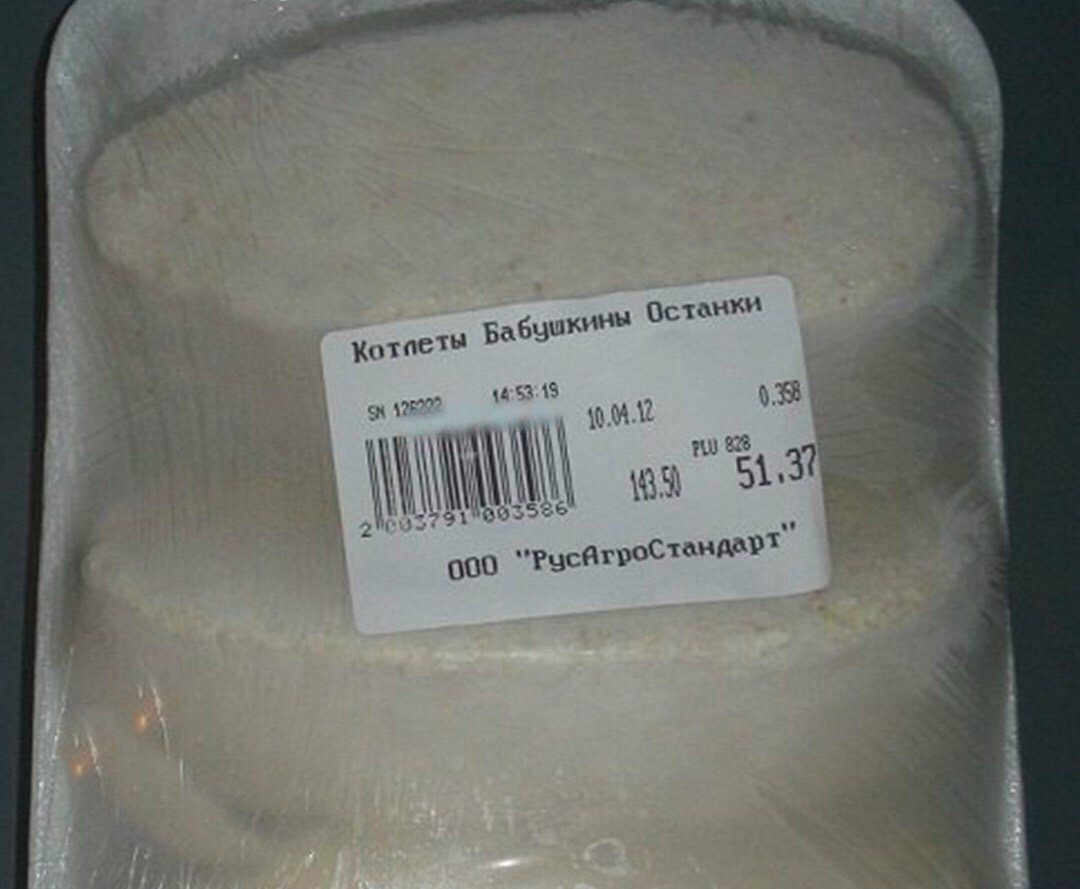 Котлеты Бабушкины Останки
SN 126222 14:53:19 10.04.12 0.358
PLU 828
143.50 51.37
2 003791 003586
ООО "РусАгроСтандарт"